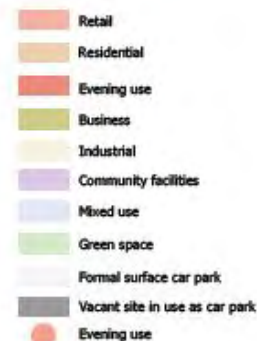 Retail
Residential
Evening use
Business
Industrial
Community facilities
Mixed use
Green space
Formal surface car park
Vacant site in use as car park
Evening use